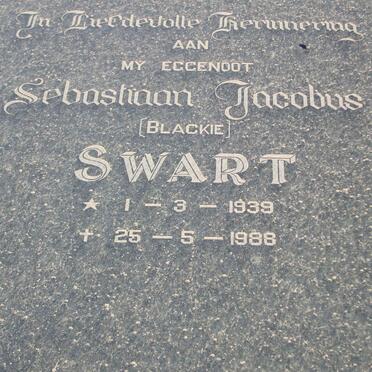 In Liefdevolle Herinnering
AAN
MY EGGENOOT
Sebastiaan Jacobus
[BLACKIE]
SWART
★ 1 – 3 – 1939
✝ 25 – 5 – 1988